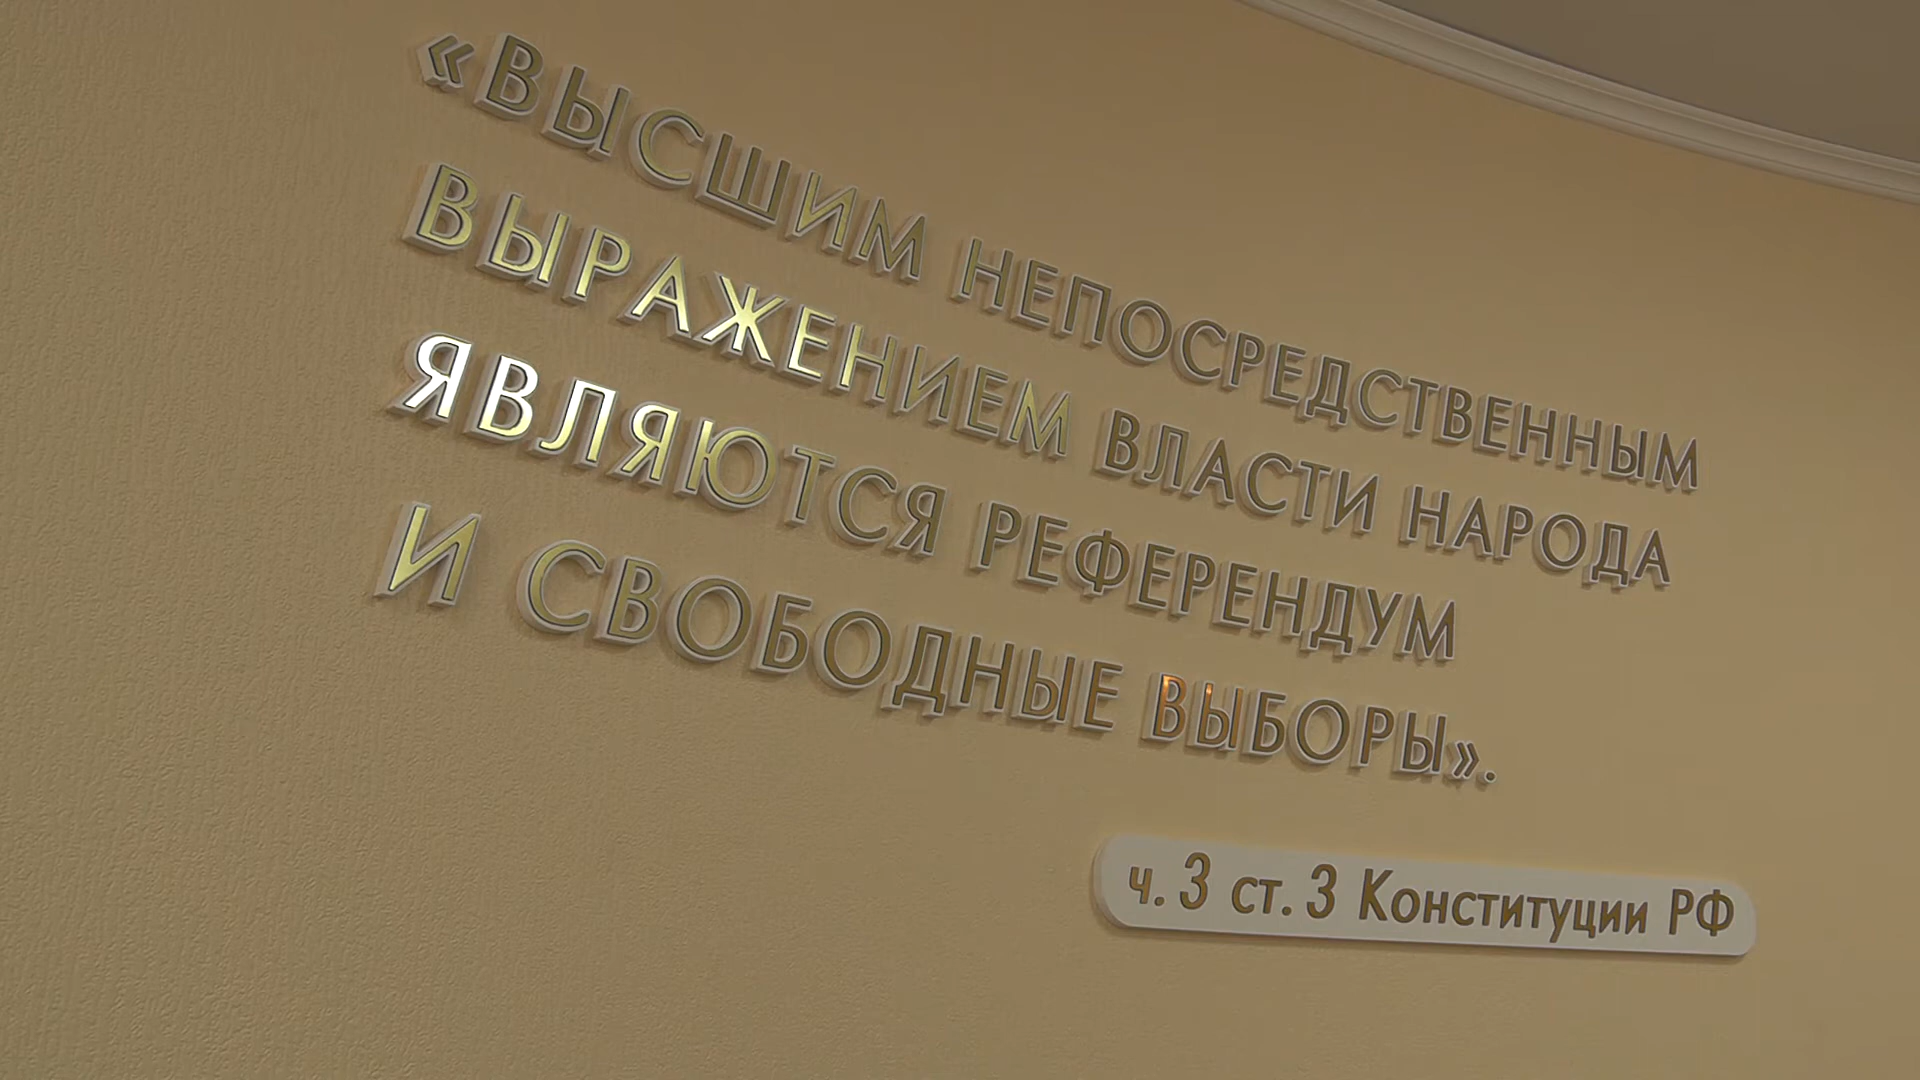 «ВЫСШИМ НЕПОСРЕДСТВЕННЫМ
ВЫРАЖЕНИЕМ ВЛАСТИ НАРОДА
ЯВЛЯЮТСЯ РЕФЕРЕНДУМ
И СВОБОДНЫЕ ВЫБОРЫ».
ч. 3 ст. 3 Конституции РФ